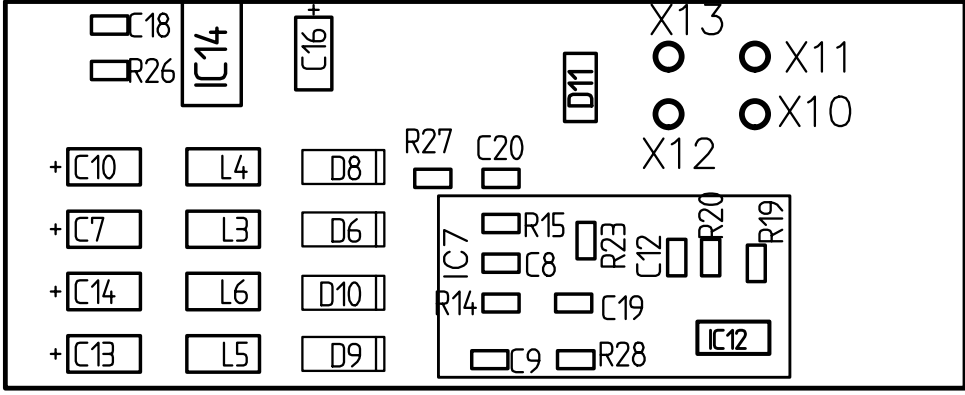 C18
IC14
+
C16
X13
X11
R26
D11
X10
X12
R27
C20
+
C10
L4
D8
+
C7
L3
D6
IC7
R15
R23
C12
R20
R19
C8
+
C14
L6
D10
R14
C19
+
C13
L5
D9
C9
R28
IC12